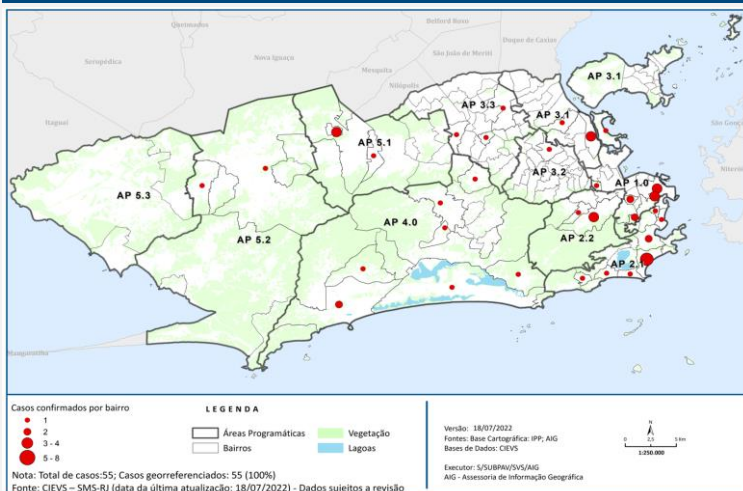 Queimados
Belford Roxo
Duque de Caxias
Seropédica
Nova Iguaçu
São João de Meriti
Mesquita
Nilópolis
AP 3.1
Itaguaí
AP 3.3
AP 3.1
São Gonç
AP 5.1
AP 3.2
Niterói
AP 5.3
AP 1.0
AP 4.0
AP 5.2
AP 2.2
AP 2.1
Mangaratiba
Casos confirmados por bairro
1
2
3 - 4
5 - 8
LEGENDA
Áreas Programáticas
Bairros
Vegetação
Lagoas
Nota: Total de casos:55; Casos georreferenciados: 55 (100%)
Fonte: CIEVS – SMS-RJ (data da última atualização: 18/07/2022) - Dados sujeitos a revisão
Versão: 18/07/2022
Fontes: Base Cartográfica: IPP; AIG
Bases de Dados: CIEVS
Executor: S/SUBPAV/SVS/AIG
AIG - Assessoria de Informação Geográfica
N
0 2,5 5 km
1:250.000